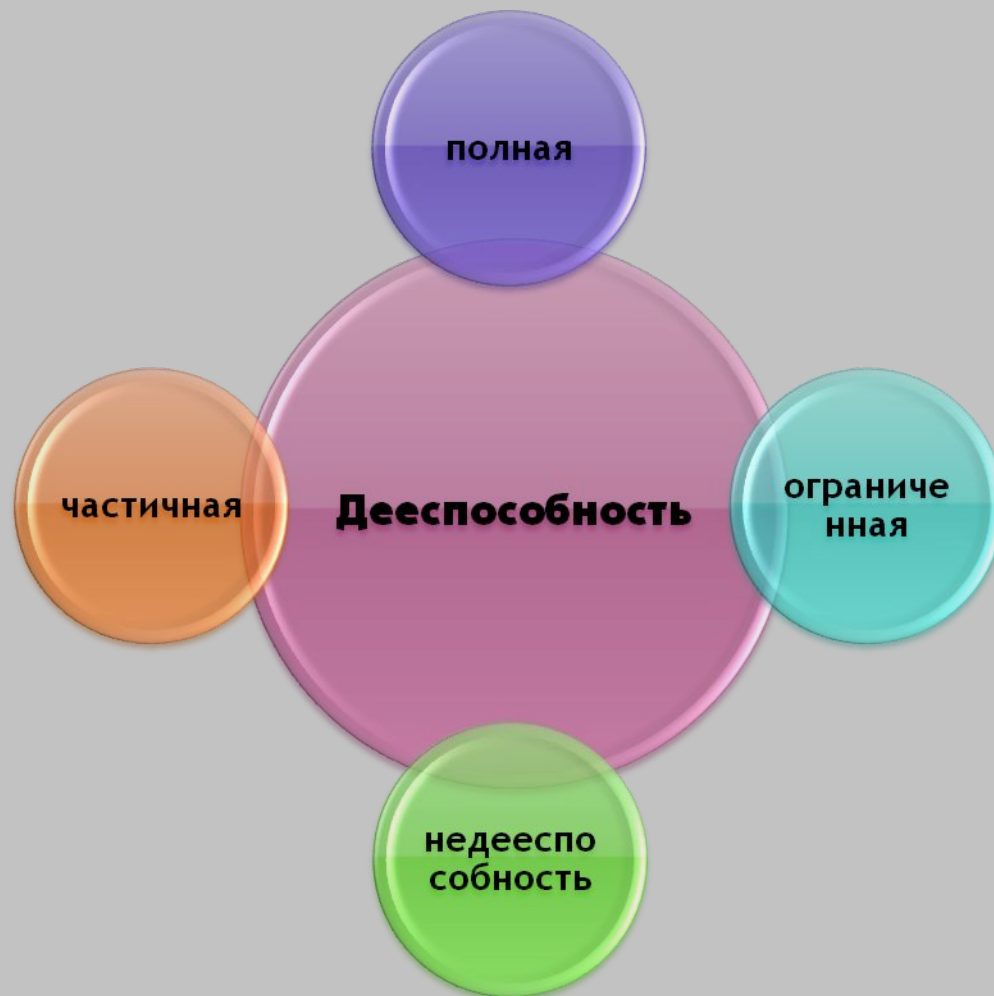 полная
частичная
Дееспособность
ограниче
нная
недееспо
собность